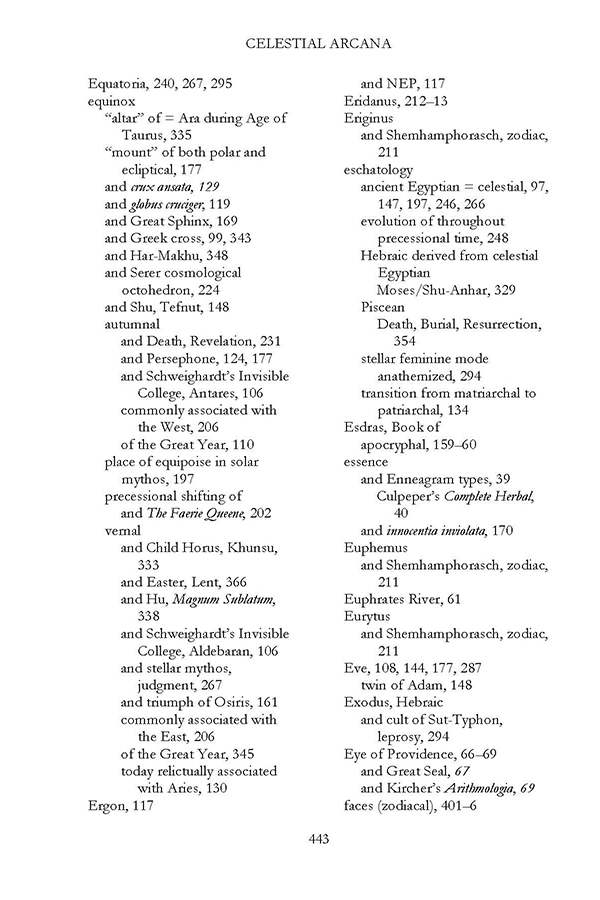 CELESTIAL ARCANA
Equatoria, 240, 267, 295
equinox
“altar” of = Ara during Age of
Taurus, 335
“mount” of both polar and
ecliptical, 177
and crux ansata, 129
and globus cruciger, 119
and Great Sphinx, 169
and Greek cross, 99, 343
and Har-Makhu, 348
and Serer cosmological
octohedron, 224
and Shu, Tefnut, 148
autumnal
and Death, Revelation, 231
and Persephone, 124, 177
and Schweighardt’s Invisible
College, Antares, 106
commonly associated with
the West, 206
of the Great Year, 110
place of equipoise in solar
mythos, 197
precessional shifting of
and The Faerie Queene, 202
vernal
and Child Horus, Khunsu,
333
and Easter, Lent, 366
and Hu, Magnum Sublatum,
338
and Schweighardt’s Invisible
College, Aldebaran, 106
and stellar mythos,
judgment, 267
and triumph of Osiris, 161
commonly associated with
the East, 206
of the Great Year, 345
today relictually associated
with Aries, 130
Ergon, 117
and NEP, 117
Eridanus, 212–13
Eriginus
and Shemhamphorasch, zodiac,
211
eschatology
ancient Egyptian = celestial, 97,
147, 197, 246, 266
evolution of throughout
precessional time, 248
Hebraic derived from celestial
Egyptian
Moses/Shu-Anhar, 329
Piscean
Death, Burial, Resurrection,
354
stellar feminine mode
anathemized, 294
transition from matriarchal to
patriarchal, 134
Esdras, Book of
apocryphal, 159–60
essence
and Enneagram types, 39
Culpeper’s Complete Herbal,
40
and innocentia inviolata, 170
Euphemus
and Shemhamphorasch, zodiac,
211
Euphrates River, 61
Eurytus
and Shemhamphorasch, zodiac,
211
Eve, 108, 144, 177, 287
twin of Adam, 148
Exodus, Hebraic
and cult of Sut-Typhon,
leprosy, 294
Eye of Providence, 66–69
and Great Seal, 67
and Kircher’s Arithmologia, 69
faces (zodiacal), 401–6
443